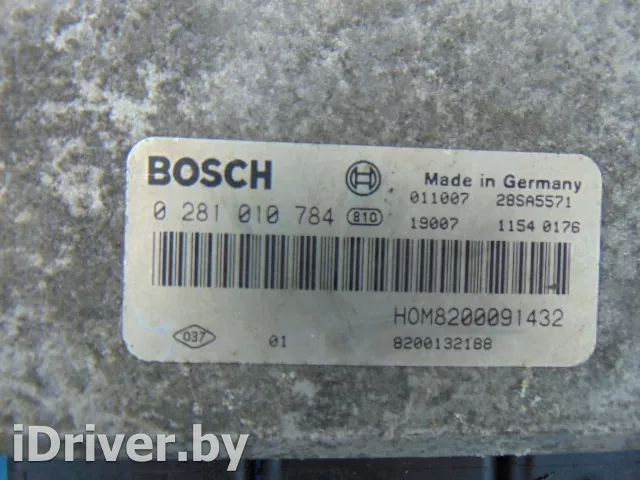 BOSCH
Made in Germany
011007 28SA5571
0 281 010 784 810
19007 1154 0176
HOM8200091432
037 01 8200132188
iDriver.by